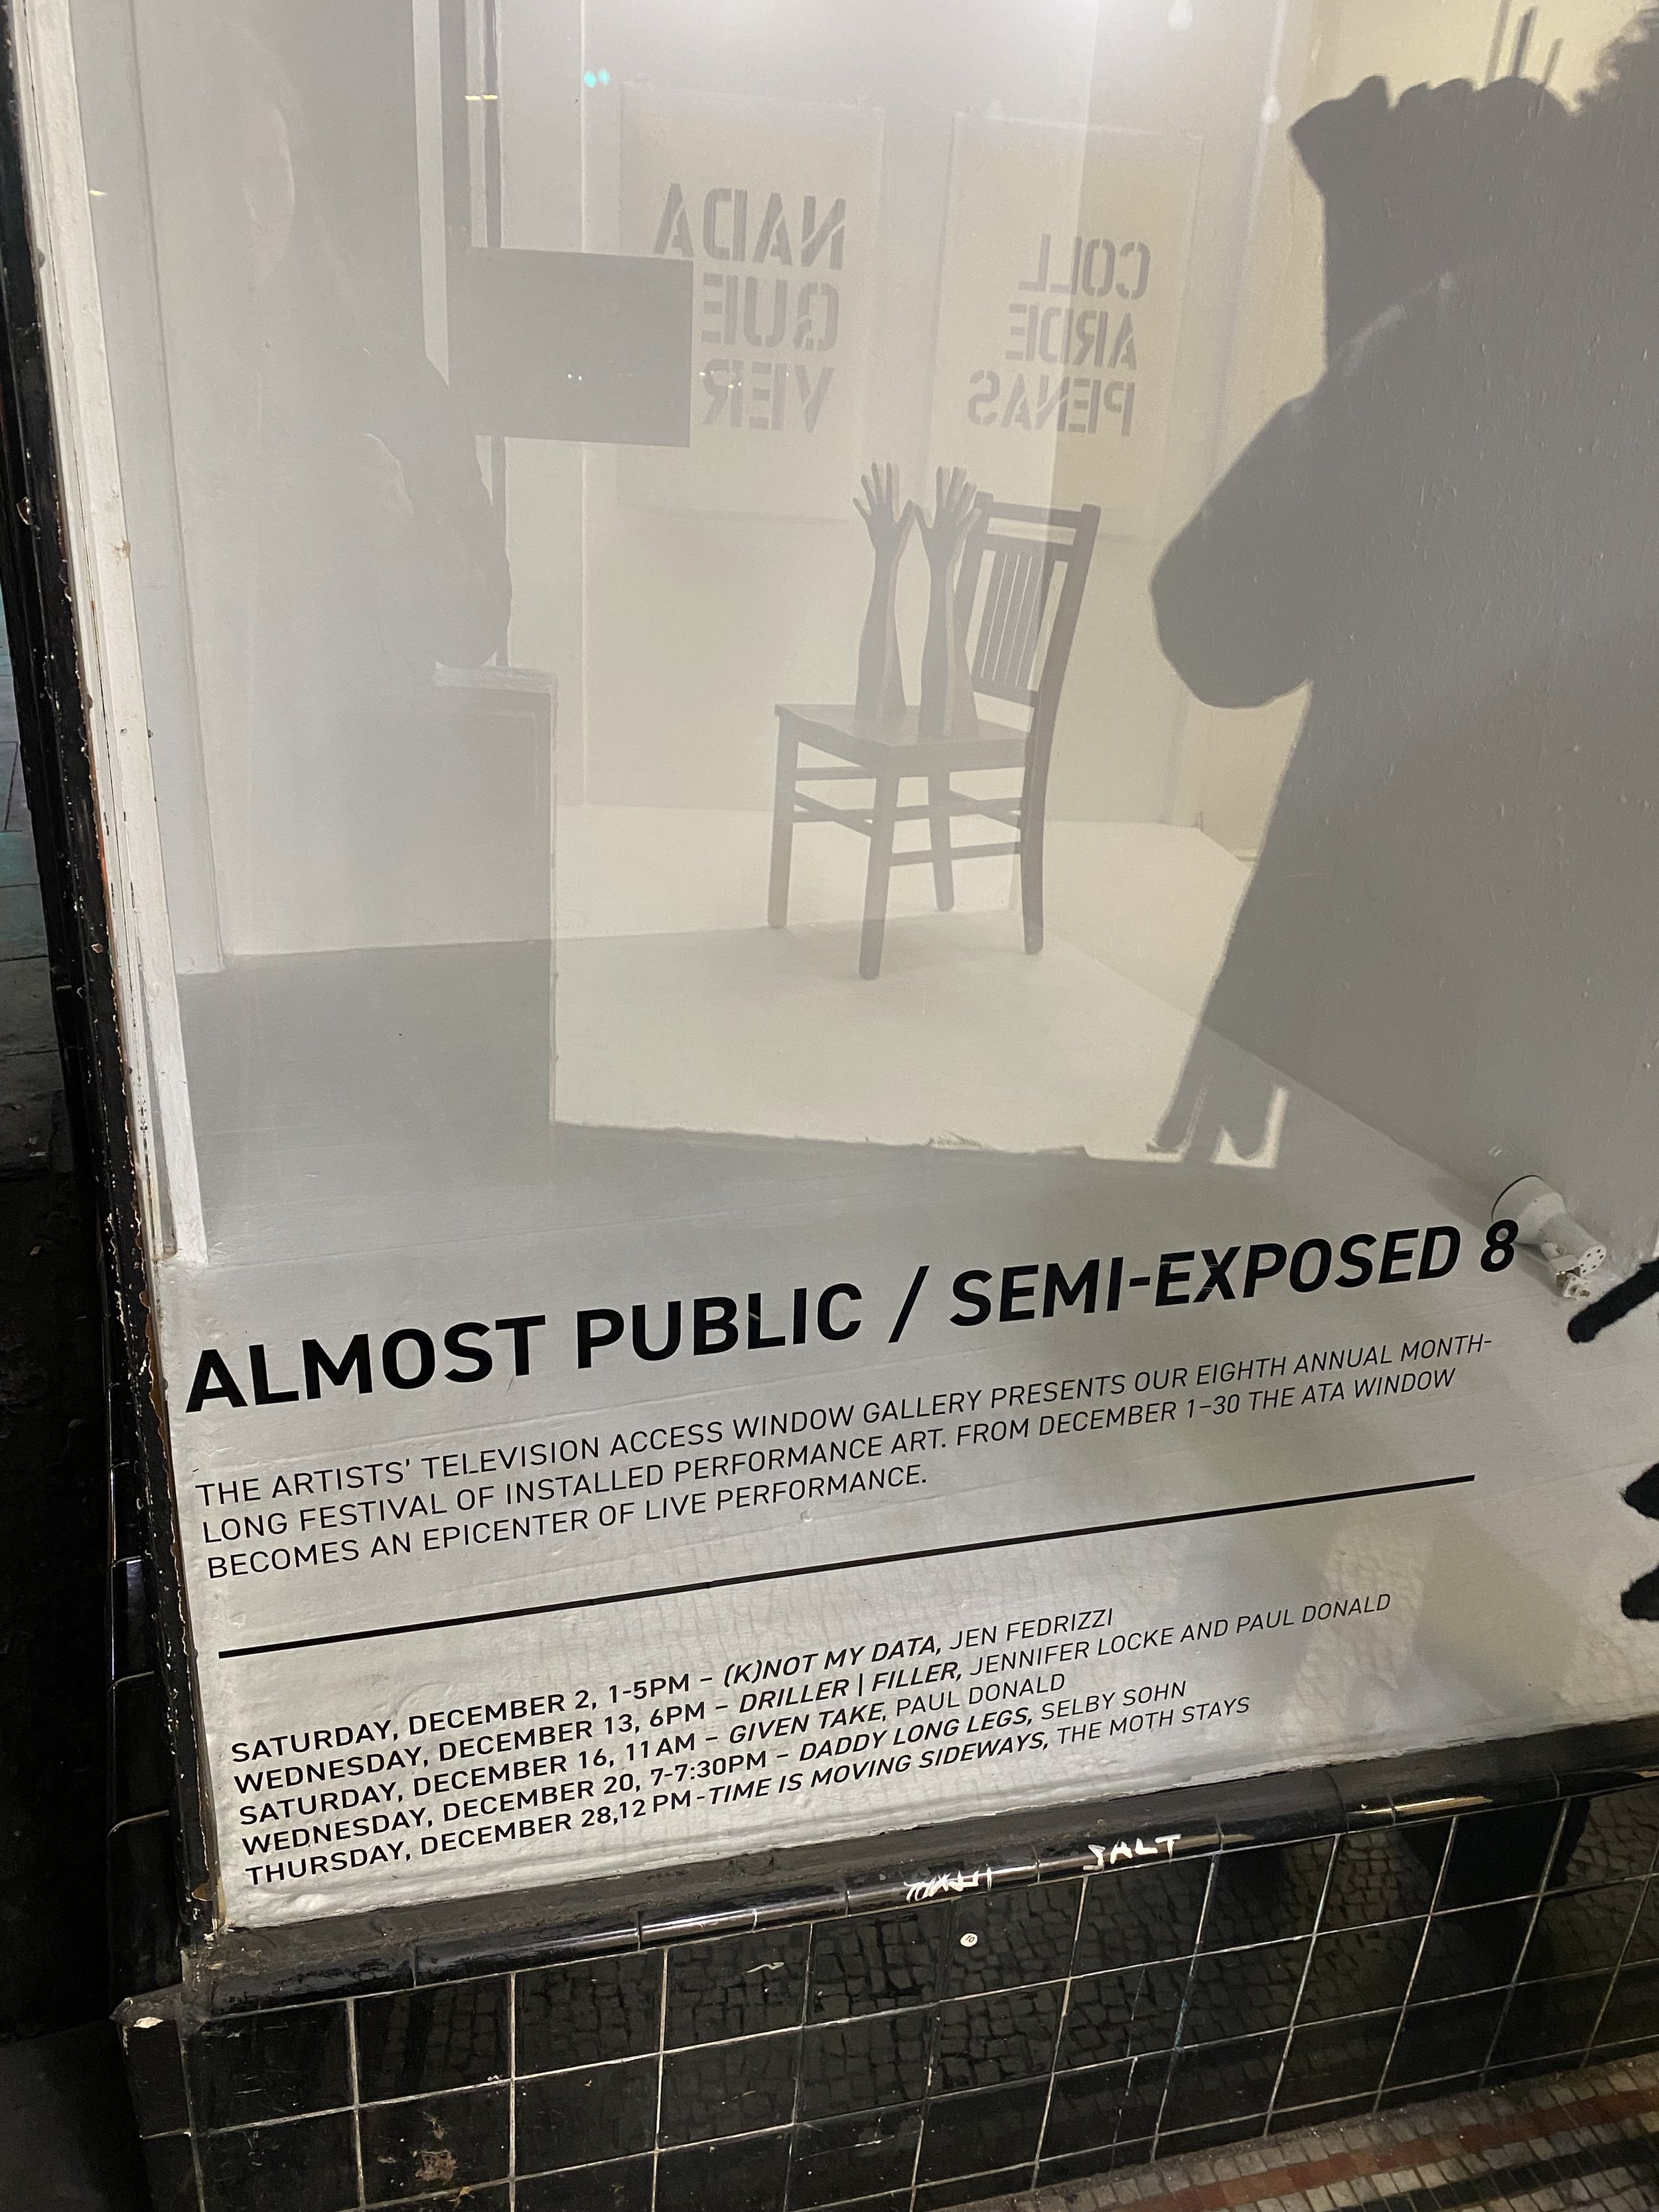 NADA
QUE
VER
COLL
ARDE
PENAS
ALMOST PUBLIC / SEMI-EXPOSED 8
THE ARTISTS' TELEVISION ACCESS WINDOW GALLERY PRESENTS OUR EIGHTH ANNUAL MONTH-
LONG FESTIVAL OF INSTALLED PERFORMANCE ART. FROM DECEMBER 1–30 THE ATA WINDOW
BECOMES AN EPICENTER OF LIVE PERFORMANCE.
SATURDAY, DECEMBER 2, 1-5PM – (K)NOT MY DATA, JEN FEDRIZZI
WEDNESDAY, DECEMBER 13, 6PM – DRILLER | FILLER, JENNIFER LOCKE AND PAUL DONALD
SATURDAY, DECEMBER 16, 11 AM – GIVEN TAKE, PAUL DONALD
WEDNESDAY, DECEMBER 20, 7-7:30PM – DADDY LONG LEGS, SELBY SOHN
THURSDAY, DECEMBER 28,12 PM-TIME IS MOVING SIDEWAYS, THE MOTH STAYS
SALT